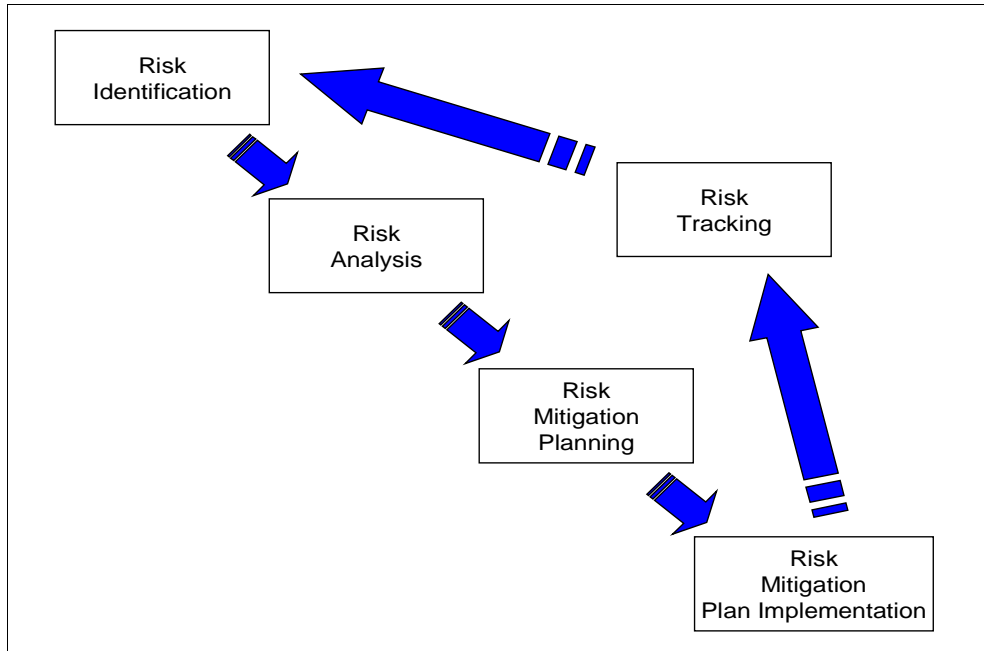 Risk
Identification
Risk
Tracking
Risk
Analysis
Risk
Mitigation
Planning
Risk
Mitigation
Plan Implementation